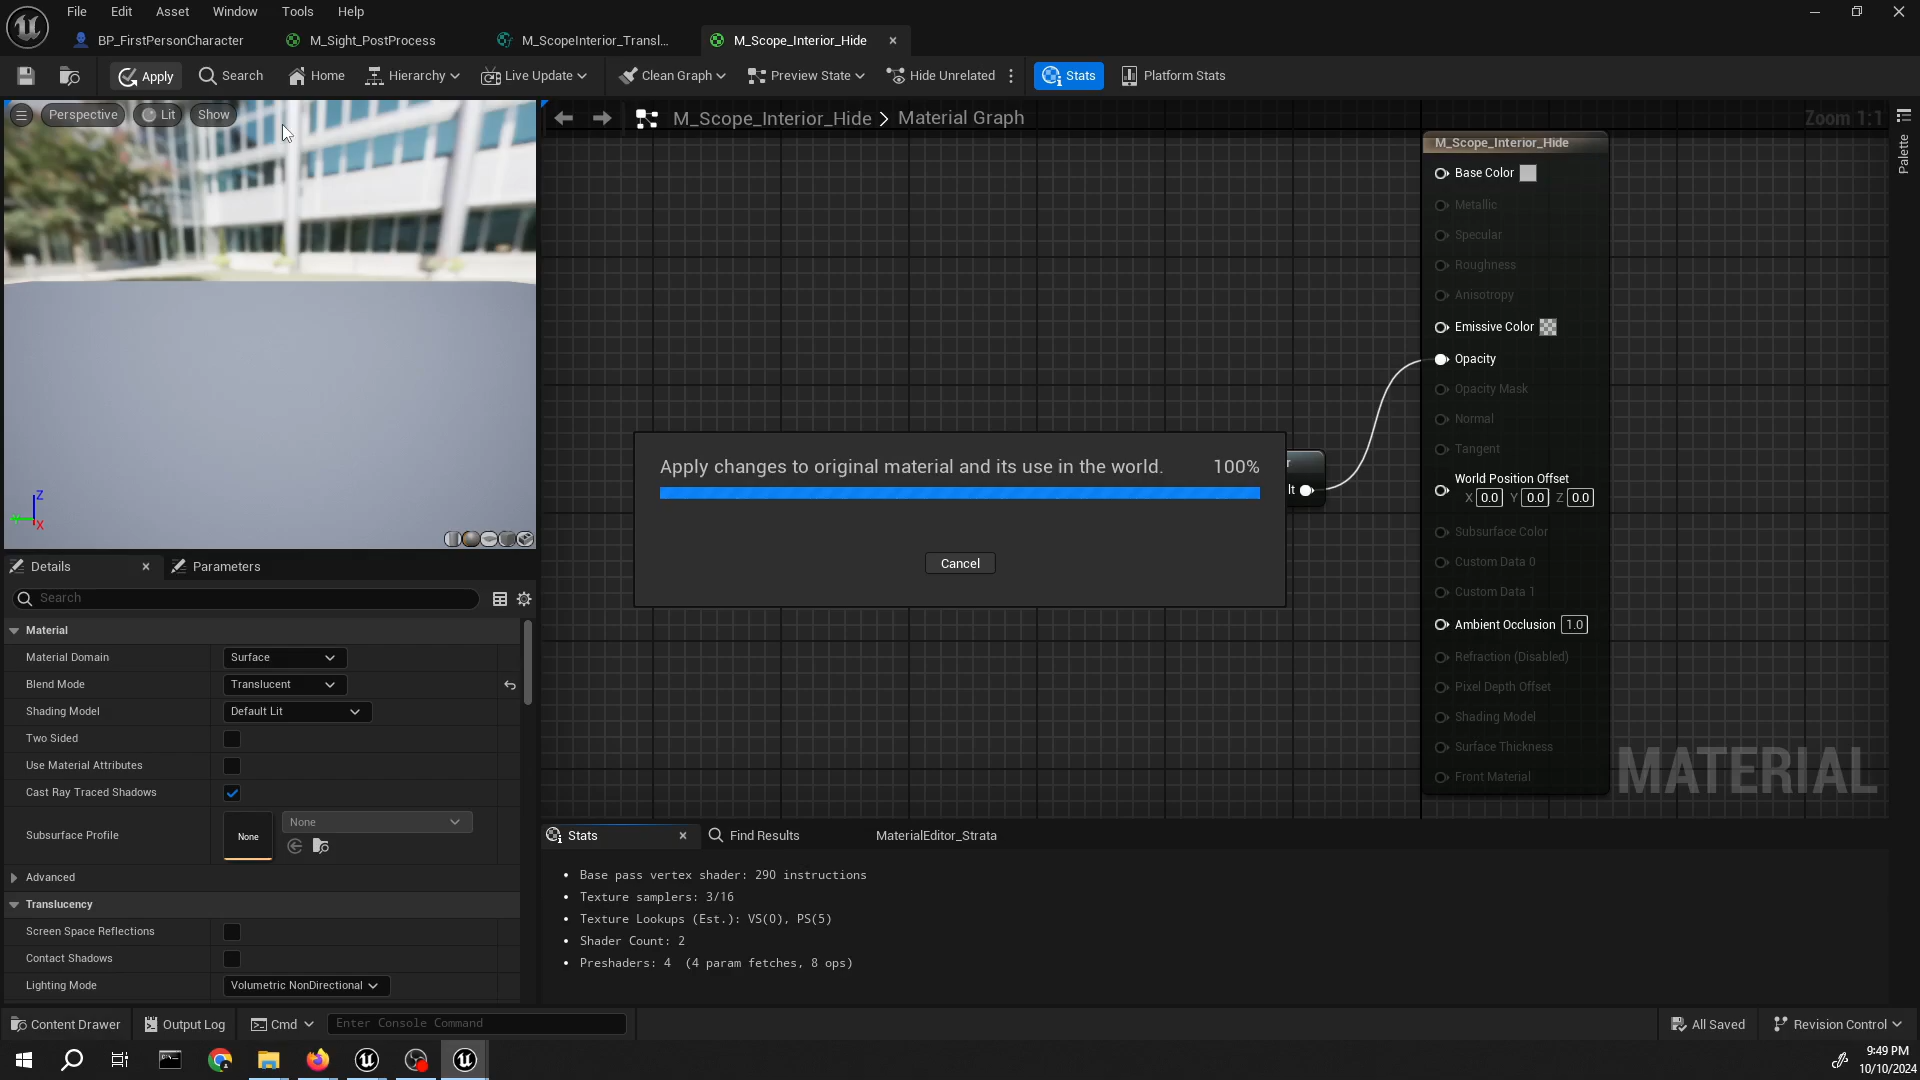 File Edit Asset Window Tools Help
BP_FirstPersonCharacter M_Sight_PostProcess M_ScopeInterior_Transl... M_Scope_Interior_Hide
Apply Search Home Hierarchy Live Update Clean Graph Preview State Hide Unrelated Stats Platform Stats
Perspective Lit Show
M_Scope_Interior_Hide > Material Graph
Zoom 1:1
Palette
M_Scope_Interior_Hide
Base Color
Metallic
Specular
Roughness
Anisotropy
Emissive Color
Opacity
Opacity Mask
Normal
Tangent
World Position Offset
X 0.0 Y 0.0 Z 0.0
Subsurface Color
Custom Data 0
Custom Data 1
Ambient Occlusion 1.0
Refraction (Disabled)
Pixel Depth Offset
Shading Model
Surface Thickness
Front Material
MATERIAL
r
lt
Apply changes to original material and its use in the world. 100%
Cancel
Z
X
Details Parameters
Search
Material
Material Domain Surface
Blend Mode Translucent
Shading Model Default Lit
Two Sided
Use Material Attributes
Cast Ray Traced Shadows
Subsurface Profile None None
Advanced
Translucency
Screen Space Reflections
Contact Shadows
Lighting Mode Volumetric NonDirectional
Stats Find Results MaterialEditor_Strata
• Base pass vertex shader: 290 instructions
• Texture samplers: 3/16
• Texture Lookups (Est.): VS(0), PS(5)
• Shader Count: 2
• Preshaders: 4 (4 param fetches, 8 ops)
Content Drawer Output Log Cmd Enter Console Command All Saved Revision Control
9:49 PM
10/10/2024